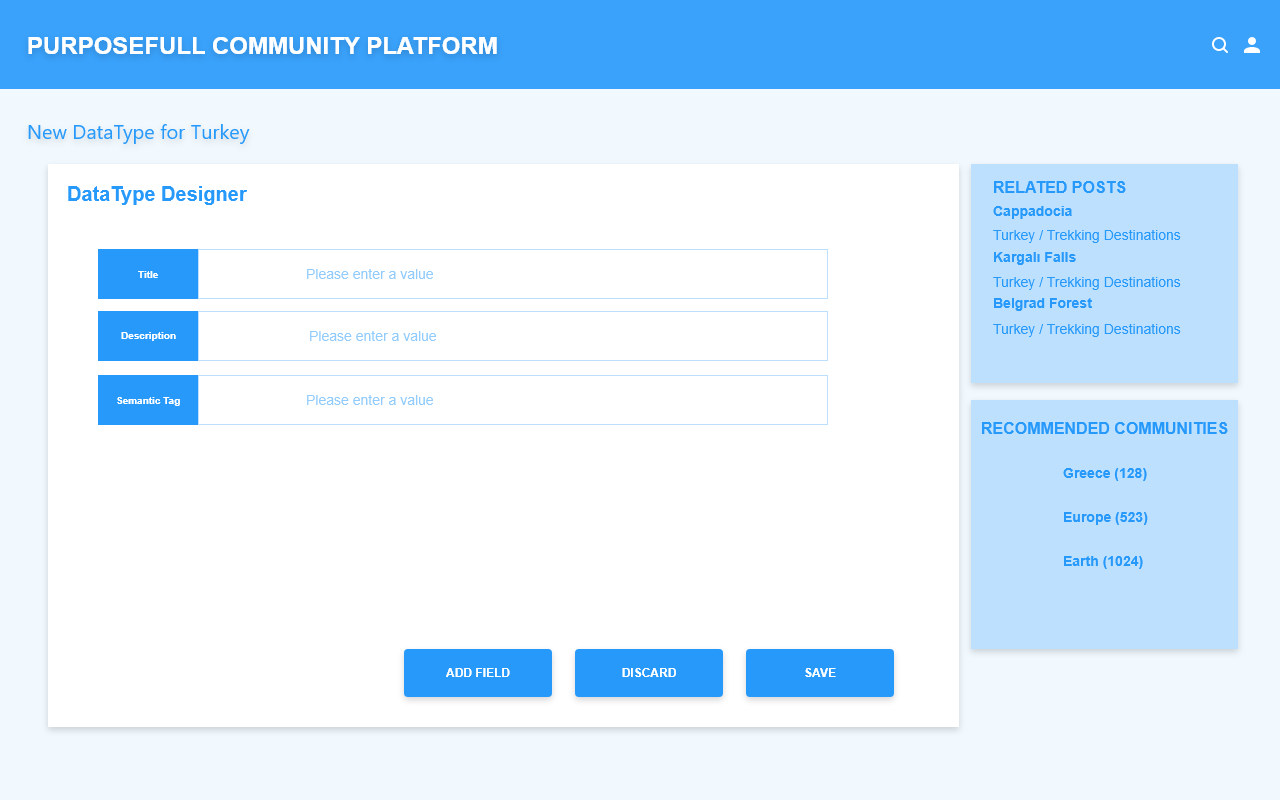 PURPOSEFULL COMMUNITY PLATFORM
New DataType for Turkey
DataType Designer
Title
Please enter a value
Description
Please enter a value
Semantic Tag
Please enter a value
ADD FIELD
DISCARD
SAVE
RELATED POSTS
Cappadocia
Turkey / Trekking Destinations
Kargalı Falls
Turkey / Trekking Destinations
Belgrad Forest
Turkey / Trekking Destinations
RECOMMENDED COMMUNITIES
Greece (128)
Europe (523)
Earth (1024)